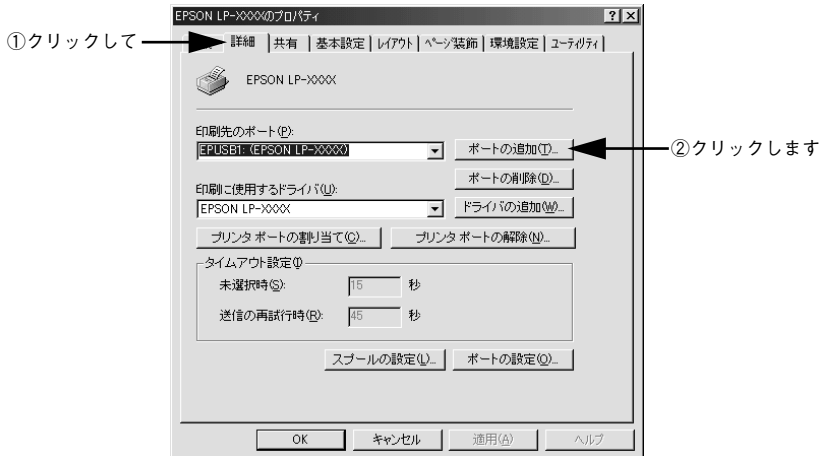 EPSON LP-XXXXのプロパティ
①クリックして
詳細 共有 基本設定 レイアウト ページ装飾 環境設定 ユーティリティ
EPSON LP-XXXX
印刷先のポート(P):
EPUSB1: (EPSON LP-XXXX)
ポートの追加(T)...
②クリックします
ポートの削除(D)...
印刷に使用するドライバ(U):
EPSON LP-XXXX
ドライバの追加(W)...
プリンタ ポートの割り当て(C)...
プリンタ ポートの解除(N)...
タイムアウト設定(I)
未選択時(S): 15 秒
送信の再試行時(R): 45 秒
スプールの設定(L)...
ポートの設定(O)...
OK キャンセル 適用(A) ヘルプ